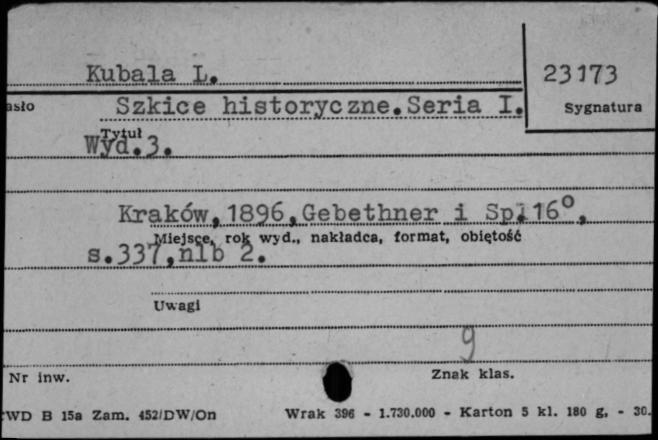 Kubala L.
23173
asło
Szkice historyczne.Seria I.
Sygnatura
Tytuł
Wyd.3.
Kraków,1896,Gebethner i Sp.16°,
Miejsce, rok wyd., nakładca, format, objętość
s.337,nlb 2.
Uwagi
9
Nr inw.
Znak klas.
WD B 15a Zam. 452/DW/On
Wrak 396 - 1.730.000 - Karton 5 kl. 180 g. - 30.